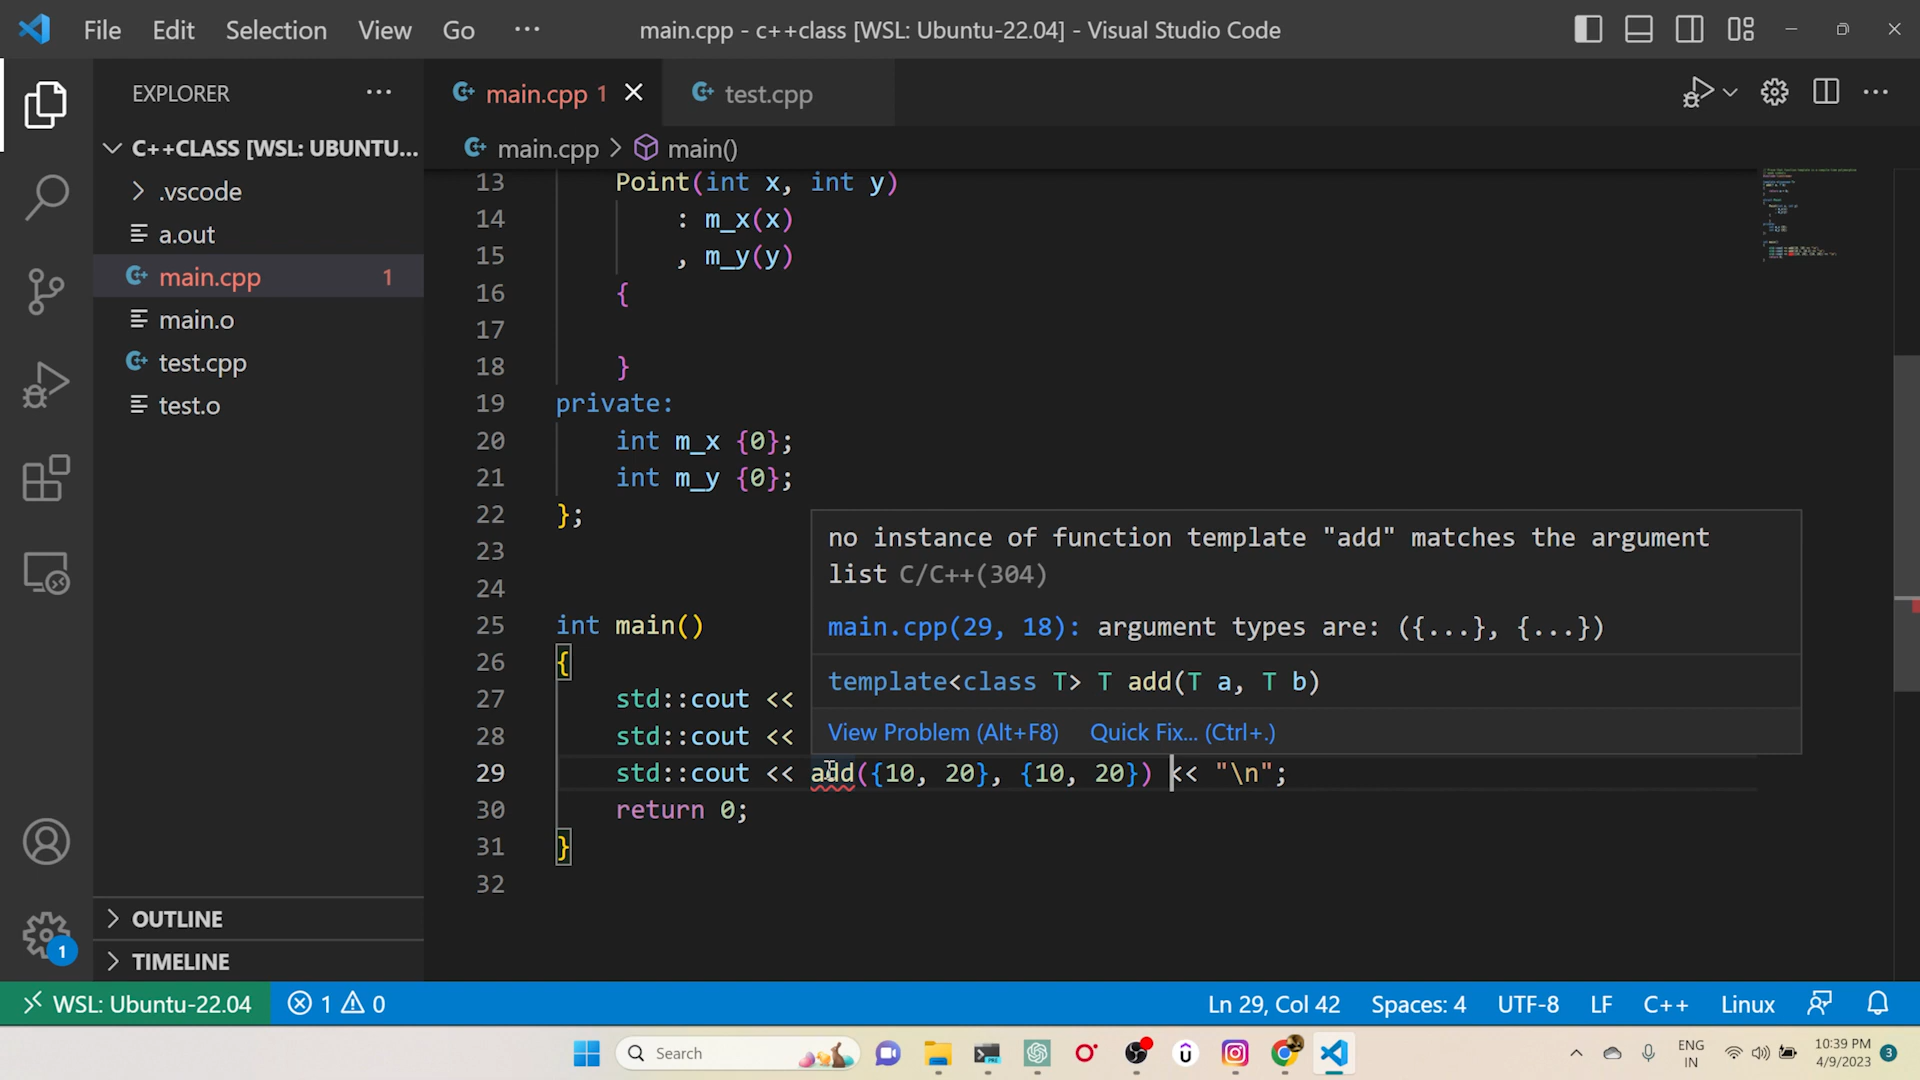 File Edit Selection View Go ···
main.cpp - c++class [WSL: Ubuntu-22.04] - Visual Studio Code
EXPLORER ···
C++CLASS [WSL: UBUNTU...
.vscode
a.out
main.cpp 1
main.o
test.cpp
test.o
OUTLINE
TIMELINE
1
main.cpp 1
test.cpp
main.cpp > main()
13 Point(int x, int y)
14 : m_x(x)
15 , m_y(y)
16 {
17
18 }
19 private:
20 int m_x {0};
21 int m_y {0};
22 };
23
24
25 int main()
26 {
27 std::cout <<
28 std::cout <<
29 std::cout << add({10, 20}, {10, 20}) << "\n";
30 return 0;
31 }
32
no instance of function template "add" matches the argument
list C/C++(304)
main.cpp(29, 18): argument types are: ({...}, {...})
template<class T> T add(T a, T b)
View Problem (Alt+F8) Quick Fix... (Ctrl+.)
WSL: Ubuntu-22.04 1 0
Ln 29, Col 42 Spaces: 4 UTF-8 LF C++ Linux
Search
ENG
IN
10:39 PM
4/9/2023
3